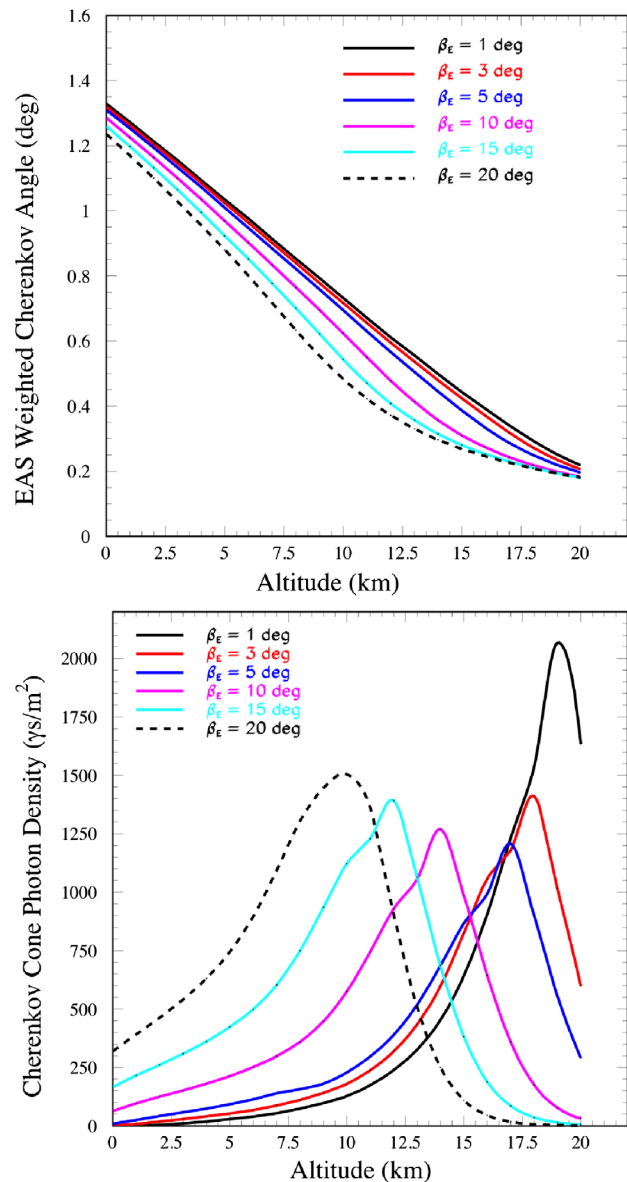 EAS Weighted Cherenkov Angle (deg)
1.6
1.4
1.2
1
0.8
0.6
0.4
0.2
0
βE = 1 deg
βE = 3 deg
βE = 5 deg
βE = 10 deg
βE = 15 deg
βE = 20 deg
0 2.5 5 7.5 10 12.5 15 17.5 20
Altitude (km)
Cherenkov Cone Photon Density (γs/m²)
2000
1750
1500
1250
1000
750
500
250
0
βE = 1 deg
βE = 3 deg
βE = 5 deg
βE = 10 deg
βE = 15 deg
βE = 20 deg
0 2.5 5 7.5 10 12.5 15 17.5 20
Altitude (km)